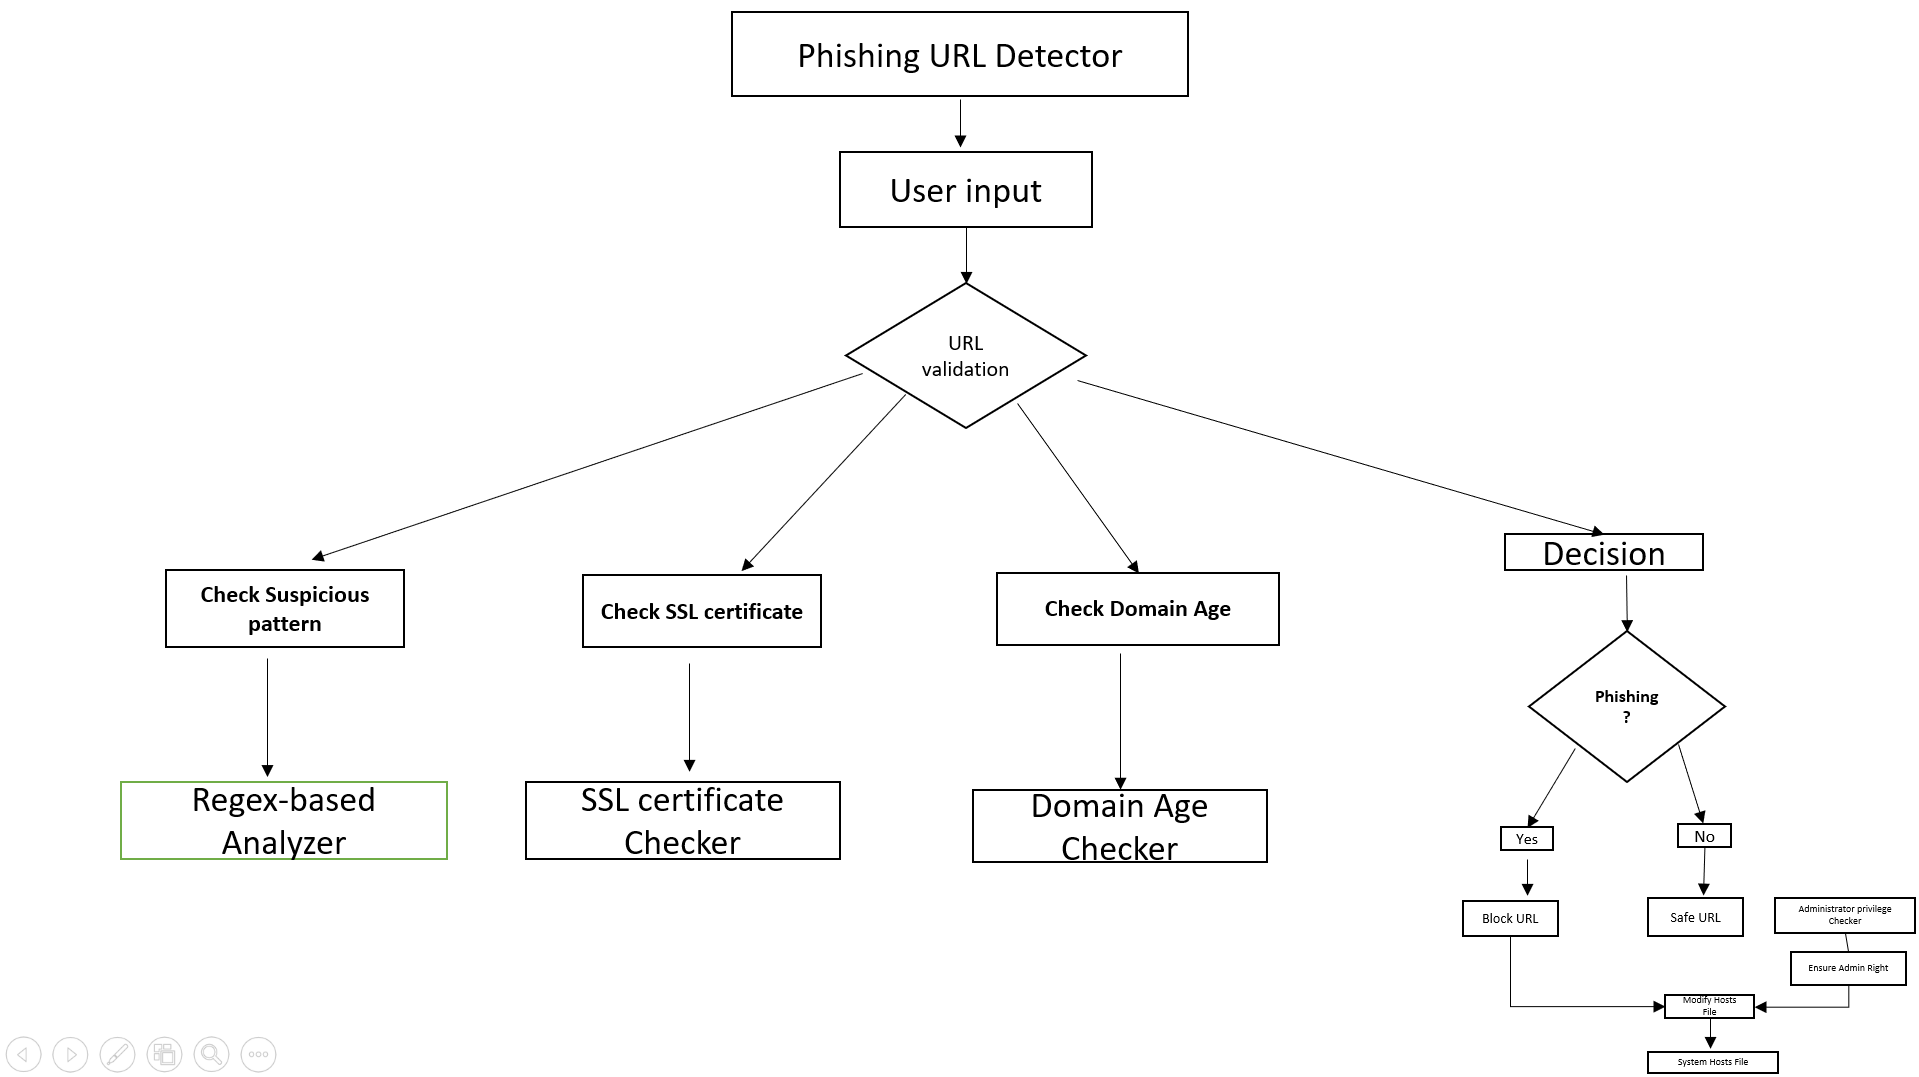 Phishing URL Detector
User input
URL
validation
Decision
Check Suspicious
pattern
Check SSL certificate
Check Domain Age
Phishing
?
Regex-based
Analyzer
SSL certificate
Checker
Domain Age
Checker
Yes
No
Block URL
Safe URL
Administrator privilege
Checker
Ensure Admin Right
Modify Hosts
File
System Hosts File